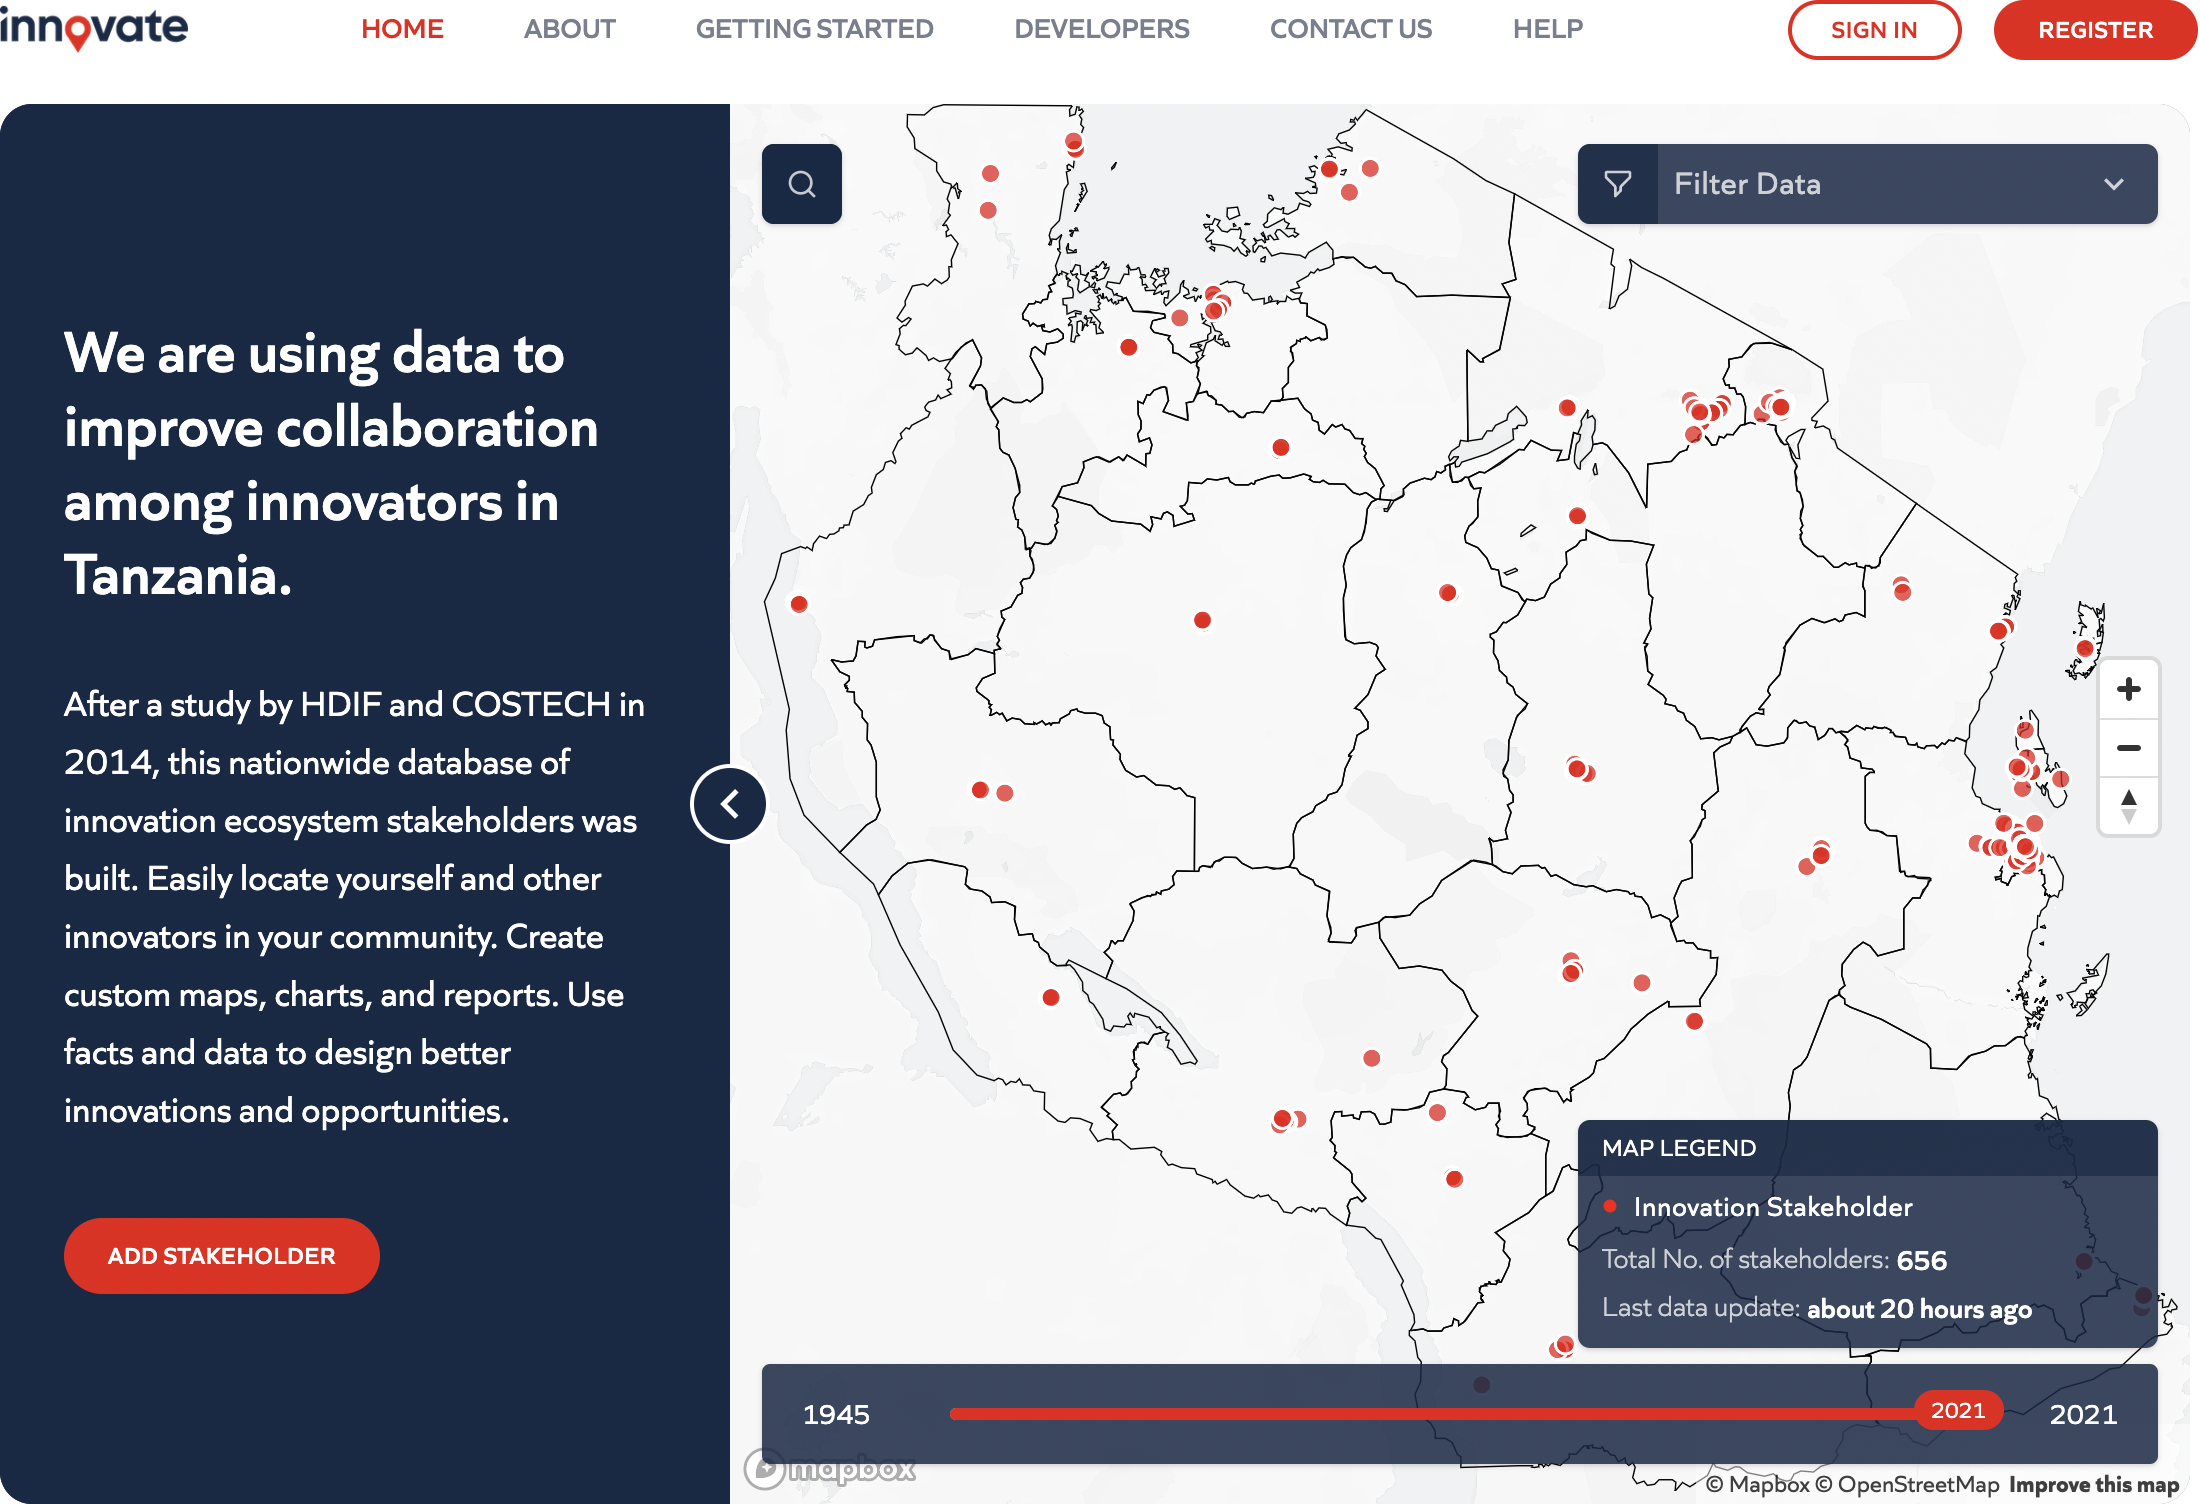 innovate
HOME ABOUT GETTING STARTED DEVELOPERS CONTACT US HELP SIGN IN REGISTER
We are using data to
improve collaboration
among innovators in
Tanzania.
After a study by HDIF and COSTECH in
2014, this nationwide database of
innovation ecosystem stakeholders was
built. Easily locate yourself and other
innovators in your community. Create
custom maps, charts, and reports. Use
facts and data to design better
innovations and opportunities.
ADD STAKEHOLDER
Filter Data
MAP LEGEND
Innovation Stakeholder
Total No. of stakeholders: 656
Last data update: about 20 hours ago
1945 2021 2021
mapbox
© Mapbox © OpenStreetMap Improve this map